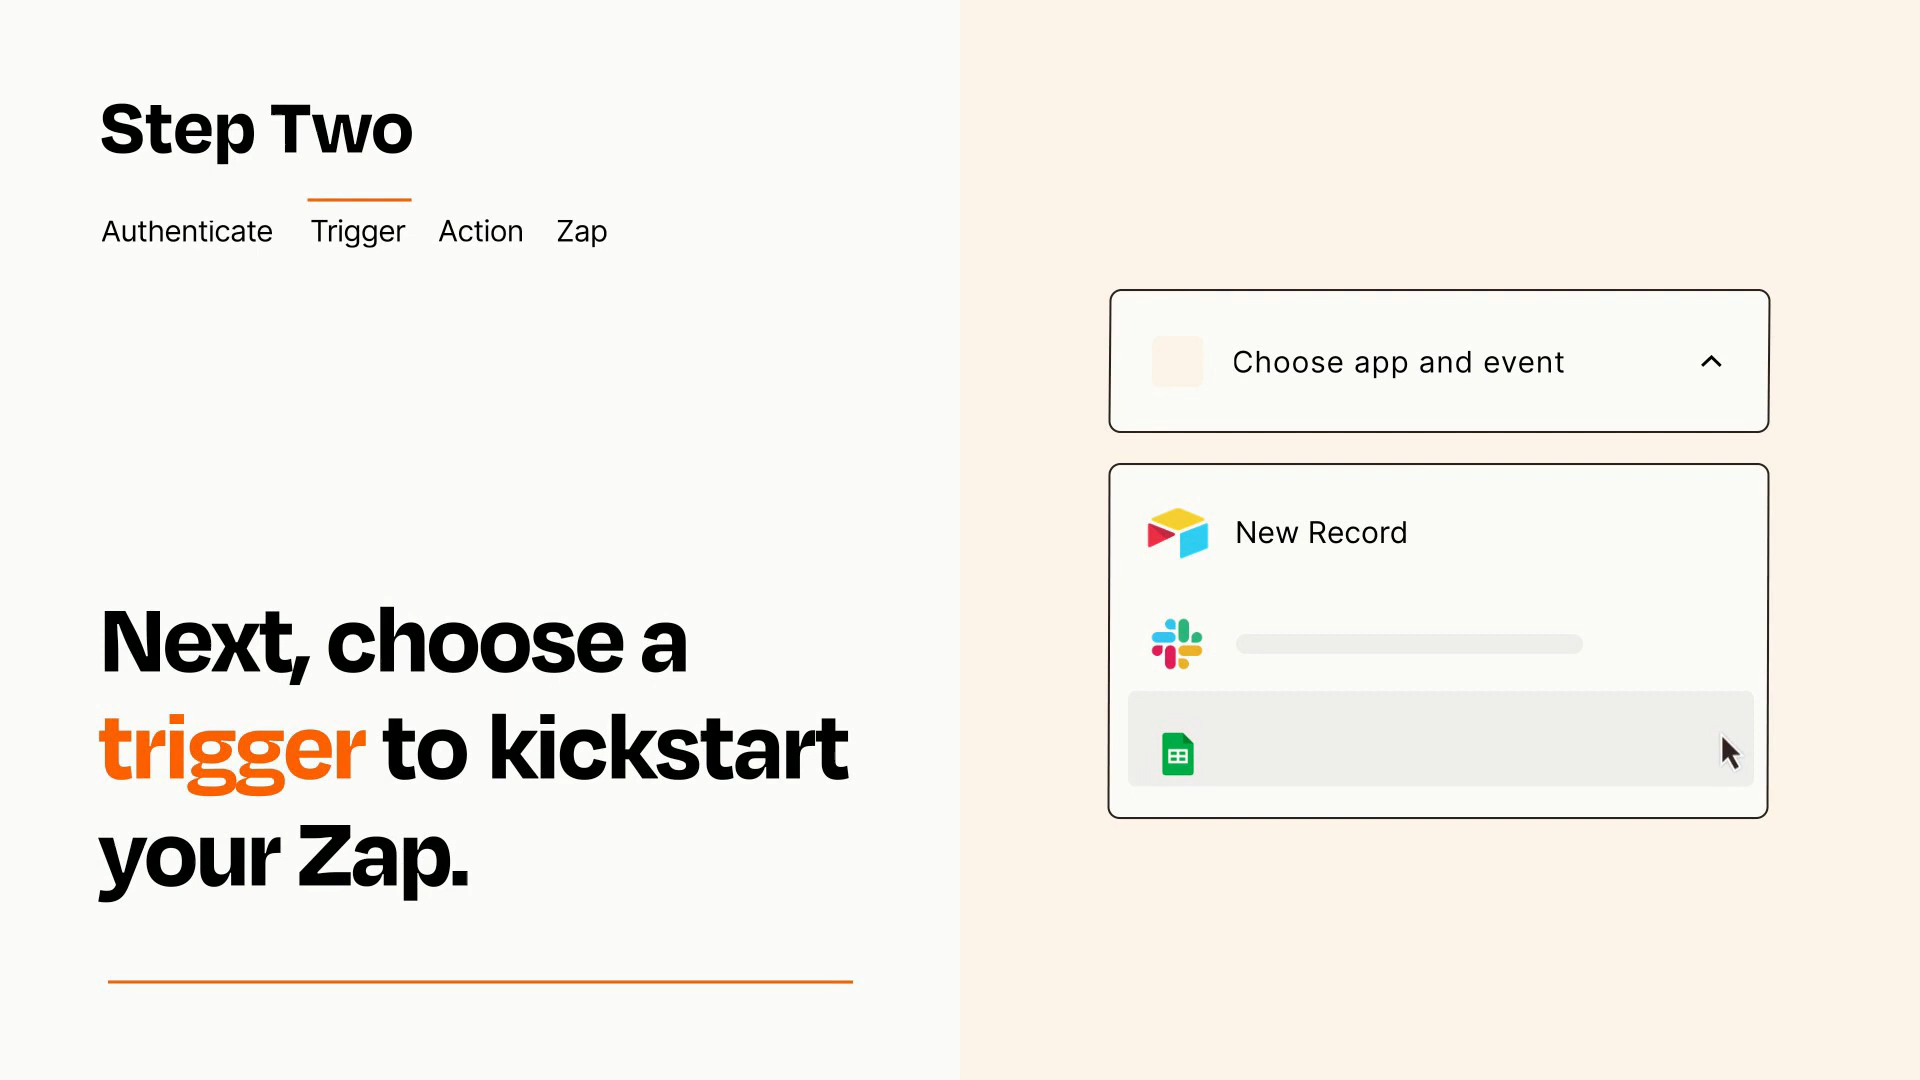 Step Two
Authenticate Trigger Action Zap
Next, choose a
trigger to kickstart
your Zap.
Choose app and event
New Record